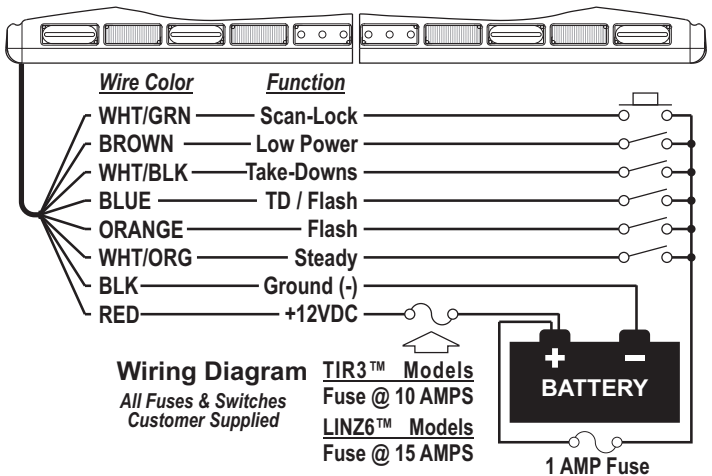 Wire Color Function
WHT/GRN Scan-Lock
BROWN Low Power
WHT/BLK Take-Downs
BLUE TD / Flash
ORANGE Flash
WHT/ORG Steady
BLK Ground (-)
RED +12VDC
Wiring Diagram
All Fuses & Switches
Customer Supplied
TIR3™ Models
Fuse @ 10 AMPS
LINZ6™ Models
Fuse @ 15 AMPS
+ –
BATTERY
1 AMP Fuse